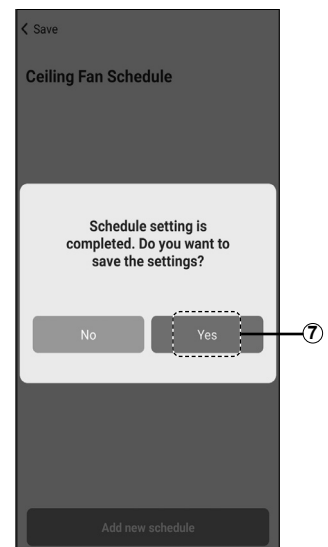 < Save
Ceiling Fan Schedule
Schedule setting is
completed. Do you want to
save the settings?
No
Yes
⑦
Add new schedule